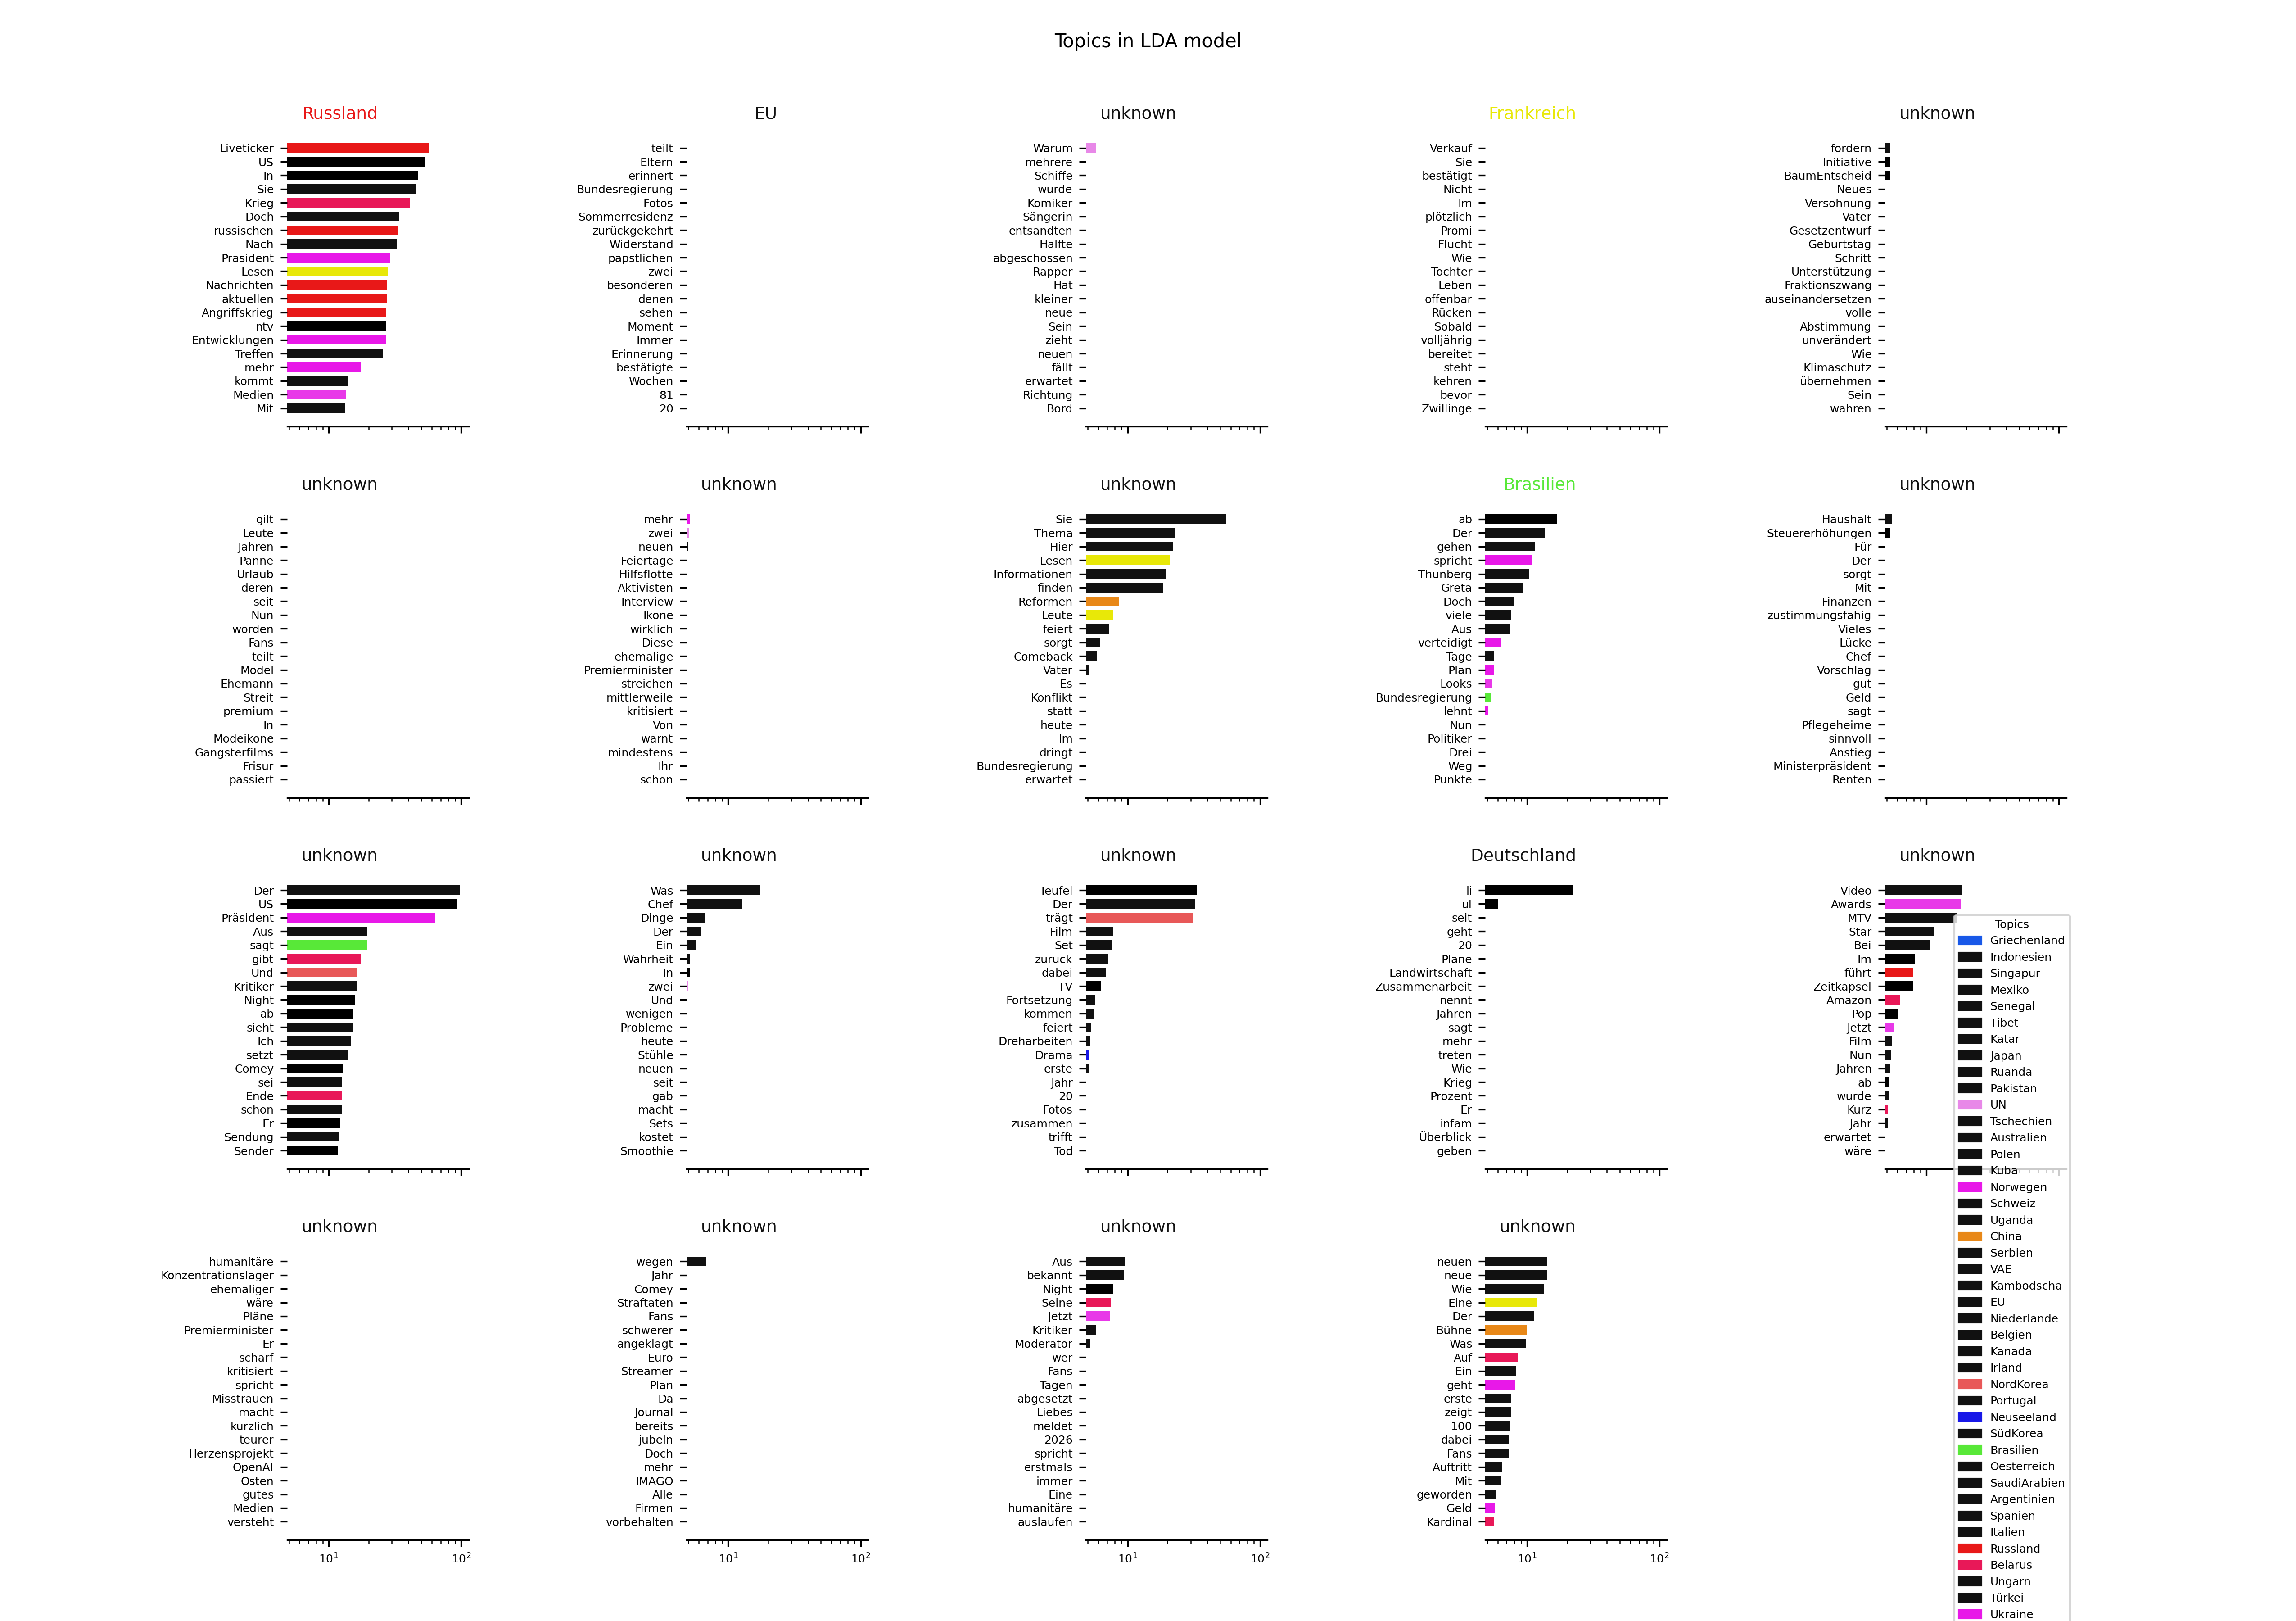 Topics in LDA model
Russland
Liveticker
US
In
Sie
Krieg
Doch
russischen
Nach
Präsident
Lesen
Nachrichten
aktuellen
Angriffskrieg
ntv
Entwicklungen
Treffen
mehr
kommt
Medien
Mit
EU
teilt
Eltern
erinnert
Bundesregierung
Fotos
Sommerresidenz
zurückgekehrt
Widerstand
päpstlichen
zwei
besonderen
denen
sehen
Moment
Immer
Erinnerung
bestätigte
Wochen
81
20
unknown
Warum
mehrere
Schiffe
wurde
Komiker
Sängerin
entsandten
Hälfte
abgeschossen
Rapper
Hat
kleiner
neue
Sein
zieht
neuen
fällt
erwartet
Richtung
Bord
Frankreich
Verkauf
Sie
bestätigt
Nicht
Im
plötzlich
Promi
Flucht
Wie
Tochter
Leben
offenbar
Rücken
Sobald
volljährig
bereitet
steht
kehren
bevor
Zwillinge
unknown
fordern
Initiative
BaumEntscheid
Neues
Versöhnung
Vater
Gesetzentwurf
Geburtstag
Schritt
Unterstützung
Fraktionszwang
auseinandersetzen
volle
Abstimmung
unverändert
Wie
Klimaschutz
übernehmen
Sein
wahren
unknown
gilt
Leute
Jahren
Panne
Urlaub
deren
seit
Nun
worden
Fans
teilt
Model
Ehemann
Streit
premium
In
Modeikone
Gangsterfilms
Frisur
passiert
unknown
mehr
zwei
neuen
Feiertage
Hilfsflotte
Aktivisten
Interview
Ikone
wirklich
Diese
ehemalige
Premierminister
streichen
mittlerweile
kritisiert
Von
warnt
mindestens
Ihr
schon
unknown
Sie
Thema
Hier
Lesen
Informationen
finden
Reformen
Leute
feiert
sorgt
Comeback
Vater
Es
Konflikt
statt
heute
Im
dringt
Bundesregierung
erwartet
Brasilien
ab
Der
gehen
spricht
Thunberg
Greta
Doch
viele
Aus
verteidigt
Tage
Plan
Looks
Bundesregierung
lehnt
Nun
Politiker
Drei
Weg
Punkte
unknown
Haushalt
Steuererhöhungen
Für
Der
sorgt
Mit
Finanzen
zustimmungsfähig
Vieles
Lücke
Chef
Vorschlag
gut
Geld
sagt
Pflegeheime
sinnvoll
Anstieg
Ministerpräsident
Renten
unknown
Der
US
Präsident
Aus
sagt
gibt
Und
Kritiker
Night
ab
sieht
Ich
setzt
Comey
sei
Ende
schon
Er
Sendung
Sender
unknown
Was
Chef
Dinge
Der
Ein
Wahrheit
In
zwei
Und
wenigen
Probleme
heute
Stühle
neuen
seit
gab
macht
Sets
kostet
Smoothie
unknown
Teufel
Der
trägt
Film
Set
zurück
dabei
TV
Fortsetzung
kommen
feiert
Dreharbeiten
Drama
erste
Jahr
20
Fotos
zusammen
trifft
Tod
Deutschland
li
ul
seit
geht
20
Pläne
Landwirtschaft
Zusammenarbeit
nennt
Jahren
sagt
mehr
treten
Wie
Krieg
Prozent
Er
infam
Überblick
geben
unknown
Video
Awards
MTV
Star
Bei
Im
führt
Zeitkapsel
Amazon
Pop
Jetzt
Film
Nun
Jahren
ab
wurde
Kurz
Jahr
erwartet
wäre
Topics
Griechenland
Indonesien
Singapur
Mexiko
Senegal
Tibet
Katar
Japan
Ruanda
Pakistan
UN
Tschechien
Australien
Polen
Kuba
Norwegen
Schweiz
Uganda
China
Serbien
VAE
Kambodscha
EU
Niederlande
Belgien
Kanada
Irland
NordKorea
Portugal
Neuseeland
SüdKorea
Brasilien
Oesterreich
SaudiArabien
Argentinien
Spanien
Italien
Russland
Belarus
Ungarn
Türkei
Ukraine
unknown
humanitäre
Konzentrationslager
ehemaliger
wäre
Pläne
Premierminister
Er
scharf
kritisiert
spricht
Misstrauen
macht
kürzlich
teurer
Herzensprojekt
OpenAI
Osten
gutes
Medien
versteht
10¹ 10²
unknown
wegen
Jahr
Comey
Straftaten
Fans
schwerer
angeklagt
Euro
Streamer
Plan
Da
Journal
bereits
jubeln
Doch
mehr
IMAGO
Alle
Firmen
vorbehalten
10¹ 10²
unknown
Aus
bekannt
Night
Seine
Jetzt
Kritiker
Moderator
wer
Fans
Tagen
abgesetzt
Liebes
meldet
2026
spricht
erstmals
immer
Eine
humanitäre
auslaufen
10¹ 10²
unknown
neuen
neue
Wie
Eine
Der
Bühne
Was
Auf
Ein
geht
erste
zeigt
100
dabei
Fans
Auftritt
Mit
geworden
Geld
Kardinal
10¹ 10²